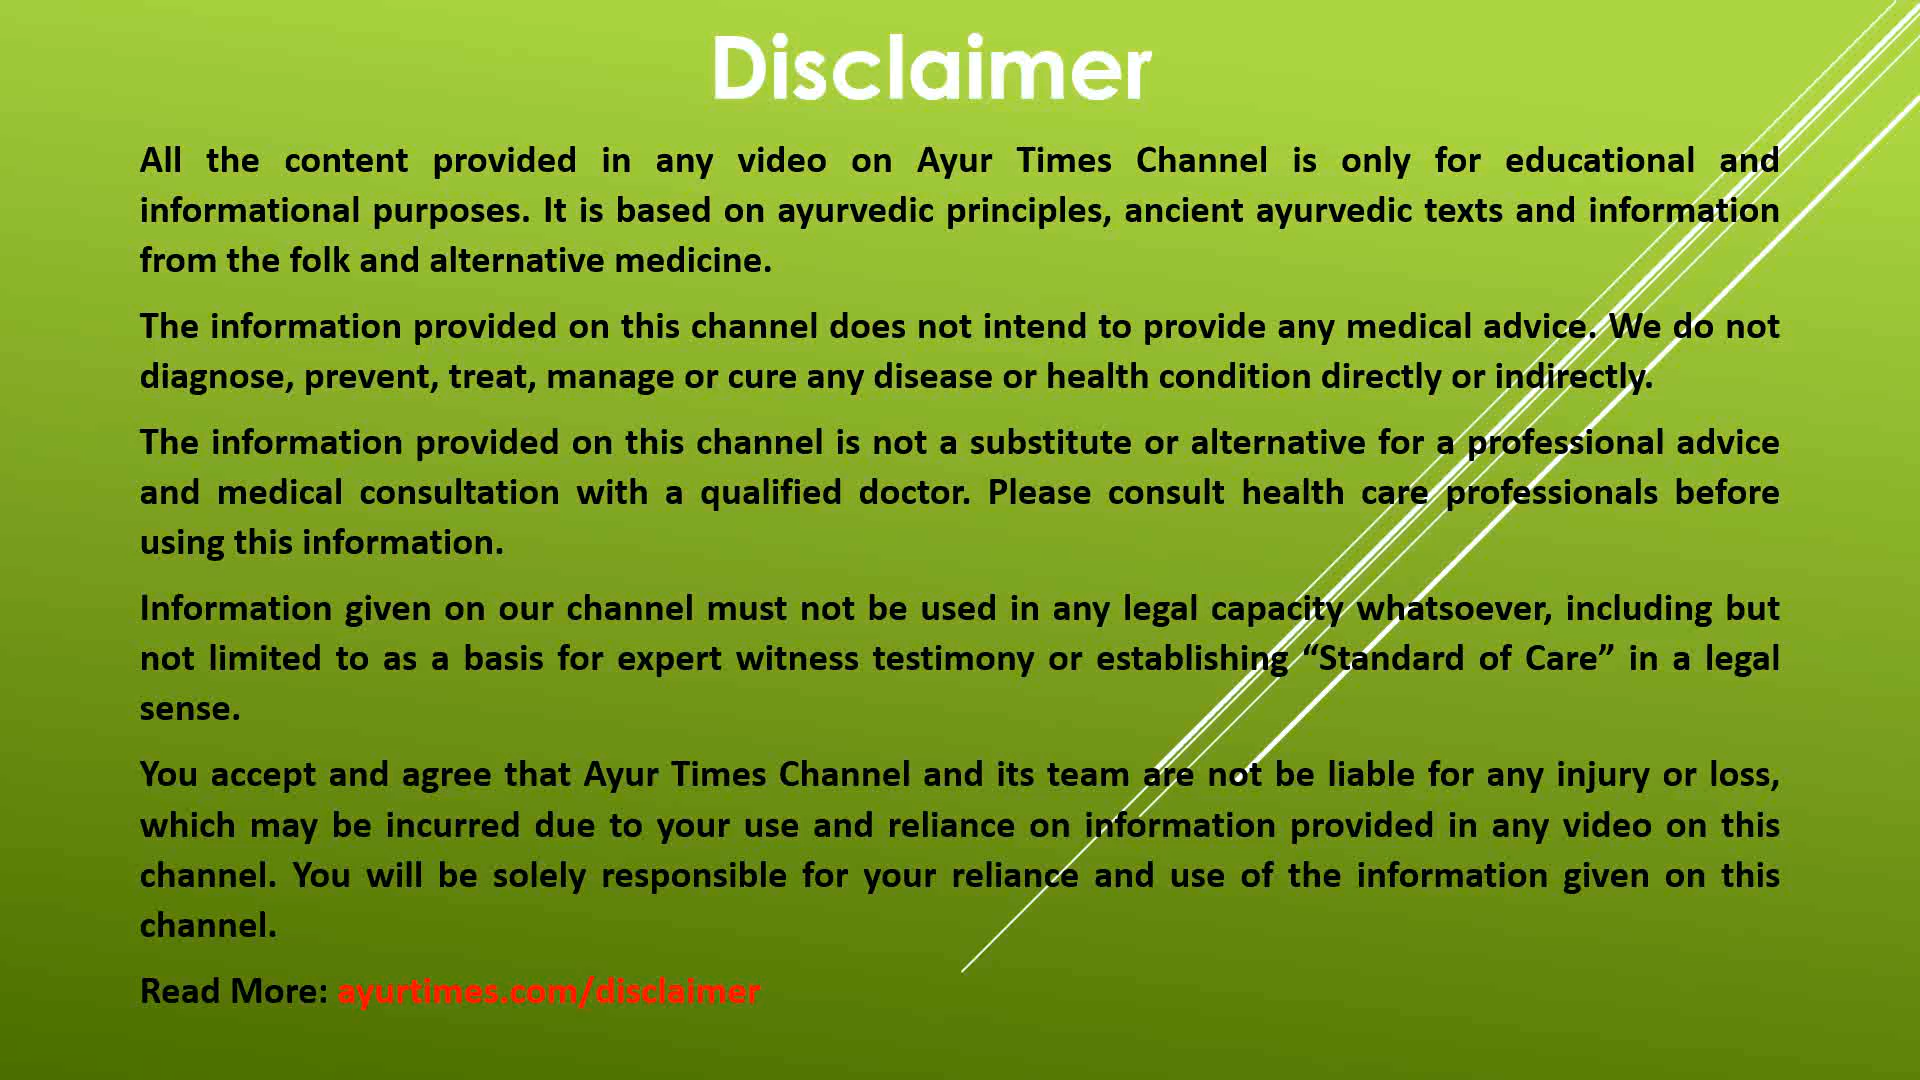 Disclaimer
All the content provided in any video on Ayur Times Channel is only for educational and
informational purposes. It is based on ayurvedic principles, ancient ayurvedic texts and information
from the folk and alternative medicine.
The information provided on this channel does not intend to provide any medical advice. We do not
diagnose, prevent, treat, manage or cure any disease or health condition directly or indirectly.
The information provided on this channel is not a substitute or alternative for a professional advice
and medical consultation with a qualified doctor. Please consult health care professionals before
using this information.
Information given on our channel must not be used in any legal capacity whatsoever, including but
not limited to as a basis for expert witness testimony or establishing “Standard of Care” in a legal
sense.
You accept and agree that Ayur Times Channel and its team are not be liable for any injury or loss,
which may be incurred due to your use and reliance on information provided in any video on this
channel. You will be solely responsible for your reliance and use of the information given on this
channel.
Read More: ayurtimes.com/disclaimer